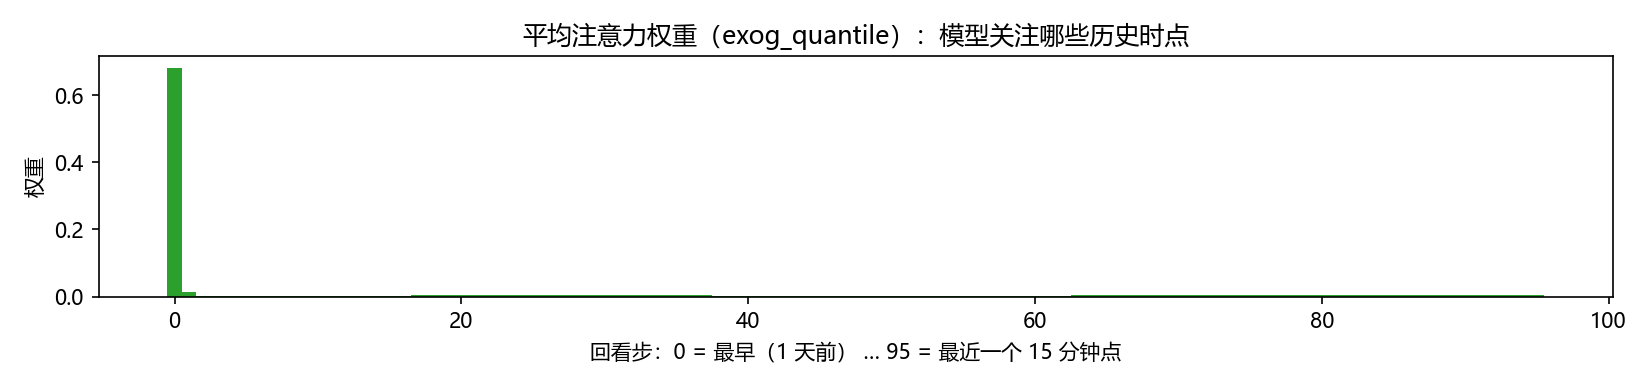 平均注意力权重（exog_quantile）：模型关注哪些历史时点
权重
0.6
0.4
0.2
0.0
0 20 40 60 80 100
回看步：0 = 最早（1 天前） ... 95 = 最近一个 15 分钟点